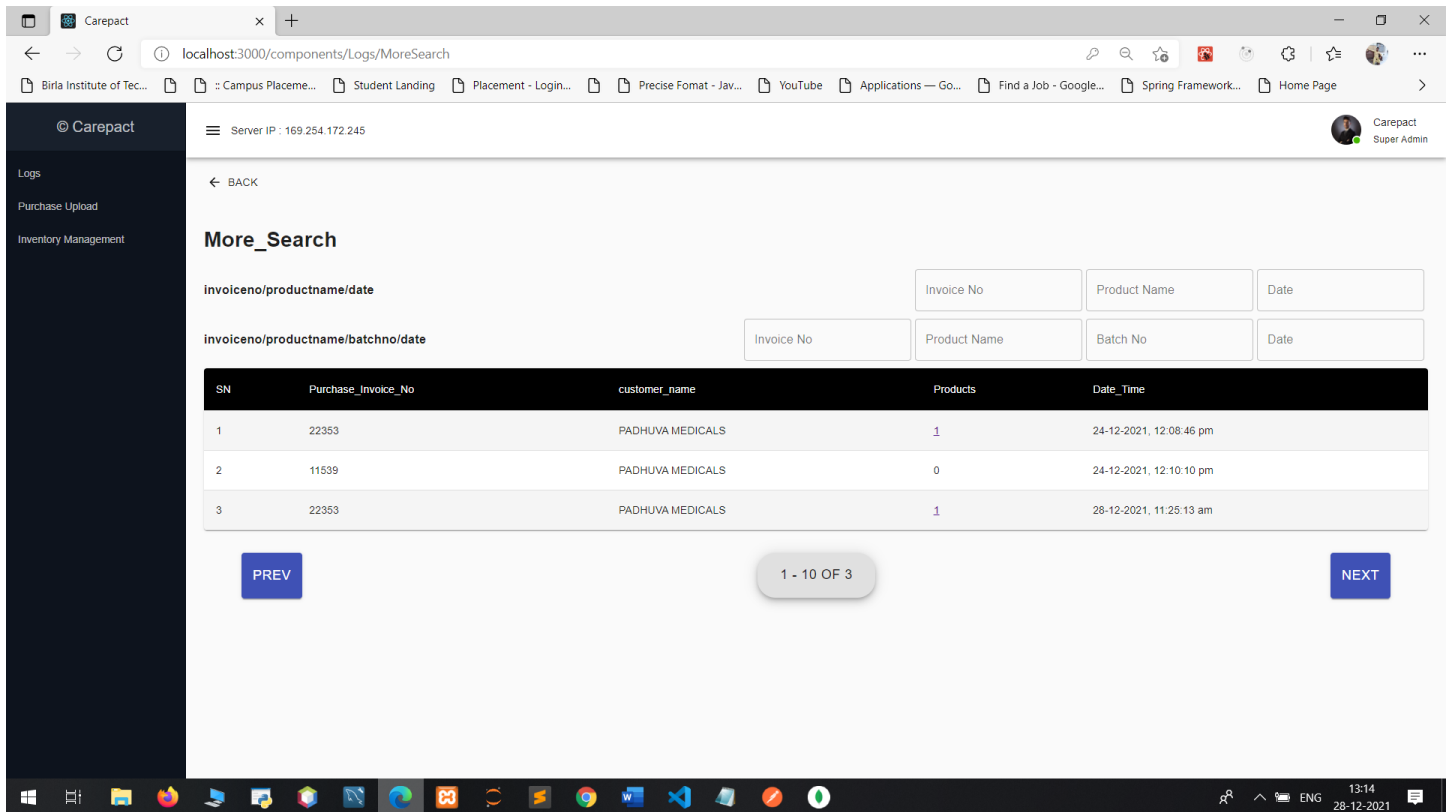 Carepact
localhost:3000/components/Logs/MoreSearch
Birla Institute of Tec... :: Campus Placeme... Student Landing Placement - Login... Precise Fomat - Jav... YouTube Applications — Go... Find a Job - Google... Spring Framework... Home Page
© Carepact
Server IP : 169.254.172.245
Carepact
Super Admin
Logs
Purchase Upload
Inventory Management
BACK
More_Search
invoiceno/productname/date Invoice No Product Name Date
invoiceno/productname/batchno/date Invoice No Product Name Batch No Date
SN Purchase_Invoice_No customer_name Products Date_Time
1 22353 PADHUVA MEDICALS 1 24-12-2021, 12:08:46 pm
2 11539 PADHUVA MEDICALS 0 24-12-2021, 12:10:10 pm
3 22353 PADHUVA MEDICALS 1 28-12-2021, 11:25:13 am
PREV 1 - 10 OF 3 NEXT
ENG
13:14
28-12-2021